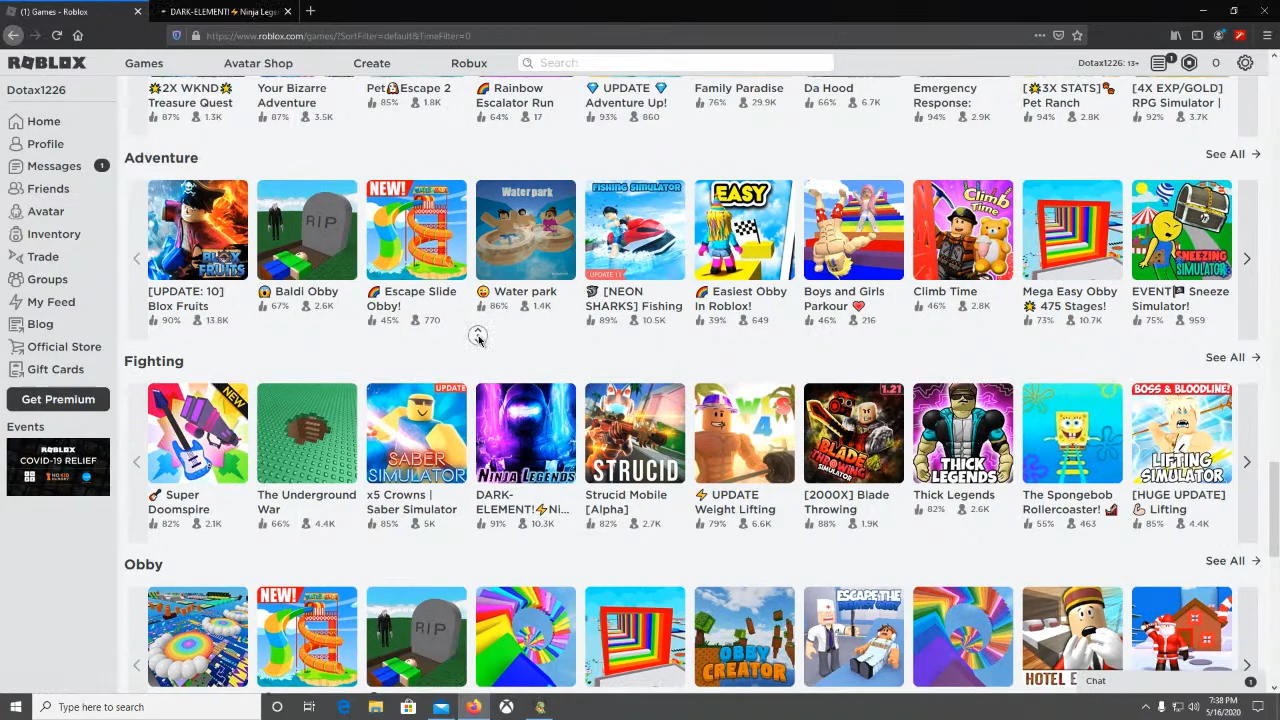 (1) Games - Roblox
DARK-ELEMENT!⚡Ninja Lege
https://www.roblox.com/games/?SortFilter=default&TimeFilter=0
ROBLOX
Games
Avatar Shop
Create
Robux
Search
Dotax1226: 13+
1
0
Dotax1226
Home
Profile
Messages 1
Friends
Avatar
Inventory
Trade
Groups
My Feed
Blog
Official Store
Gift Cards
Get Premium
Events
ROBLOX
COVID-19 RELIEF
💥2X WKND💥
Treasure Quest
87% 1.3K
Your Bizarre
Adventure
87% 3.5K
Pet🐶Escape 2
85% 1.8K
🌈 Rainbow
Escalator Run
64% 17
💎 UPDATE 💎
Adventure Up!
93% 860
Family Paradise
76% 29.9K
Da Hood
66% 6.7K
Emergency
Response:
94% 2.9K
[💥3X STATS]🐾
Pet Ranch
94% 2.8K
[4X EXP/GOLD]
RPG Simulator |
92% 3.7K
Adventure
See All →
BLOX
FRUITS
[UPDATE: 10]
Blox Fruits
90% 13.8K
RIP
😱 Baldi Obby
67% 2.6K
NEW!
🌈 Escape Slide
Obby!
45% 770
Water park
😛 Water park
86% 1.4K
FISHING SIMULATOR
UPDATE 11
🦈 [NEON
SHARKS] Fishing
89% 10.5K
EASY
🌈 Easiest Obby
In Roblox!
39% 649
Boys and Girls
Parkour ❤️
46% 216
Climb
Time
Climb Time
46% 2.8K
Mega Easy Obby
🌟 475 Stages!
73% 10.7K
SNEEZING
SIMULATOR
EVENT🏴 Sneeze
Simulator!
75% 959
Fighting
See All →
NEW
🎸 Super
Doomspire
82% 2.1K
The Underground
War
66% 4.4K
UPDATE
SABER
SIMULATOR
x5 Crowns |
Saber Simulator
85% 5K
NINJA LEGENDS
DARK-
ELEMENT!⚡Ni...
91% 10.3K
STRUCID
Strucid Mobile
[Alpha]
82% 2.7K
⚡ UPDATE
Weight Lifting
79% 6.6K
1.21
BLADE
THROWING
SIMULATOR
[2000X] Blade
Throwing
88% 1.9K
THICK
LEGENDS
Thick Legends
82% 2.6K
The Spongebob
Rollercoaster! 🎢
55% 463
BOSS & BLOODLINE!
LIFTING
SIMULATOR
[HUGE UPDATE]
💪 Lifting
85% 4.4K
Obby
See All →
NEW!
RIP
OBBY
CREATOR
ESCAPE THE
HOTEL E
Chat 1
Type here to search
7:38 PM
5/16/2020